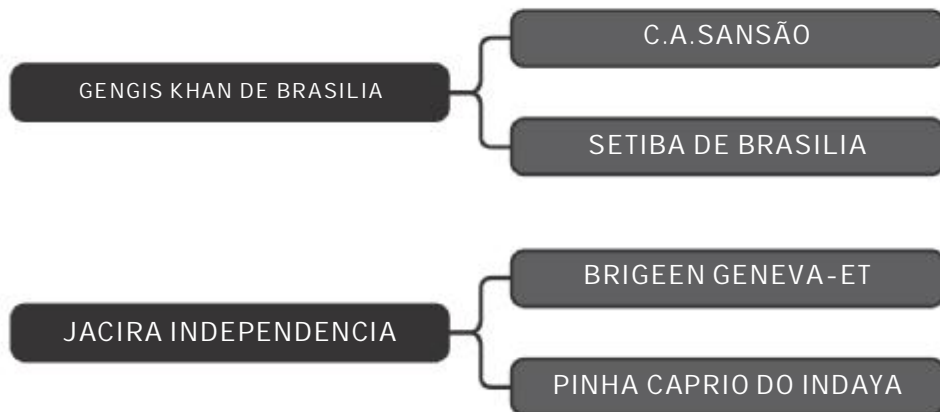 C.A.SANSÃO
GENGIS KHAN DE BRASILIA
SETIBA DE BRASILIA
BRIGEEN GENEVA-ET
JACIRA INDEPENDENCIA
PINHA CAPRIO DO INDAYA